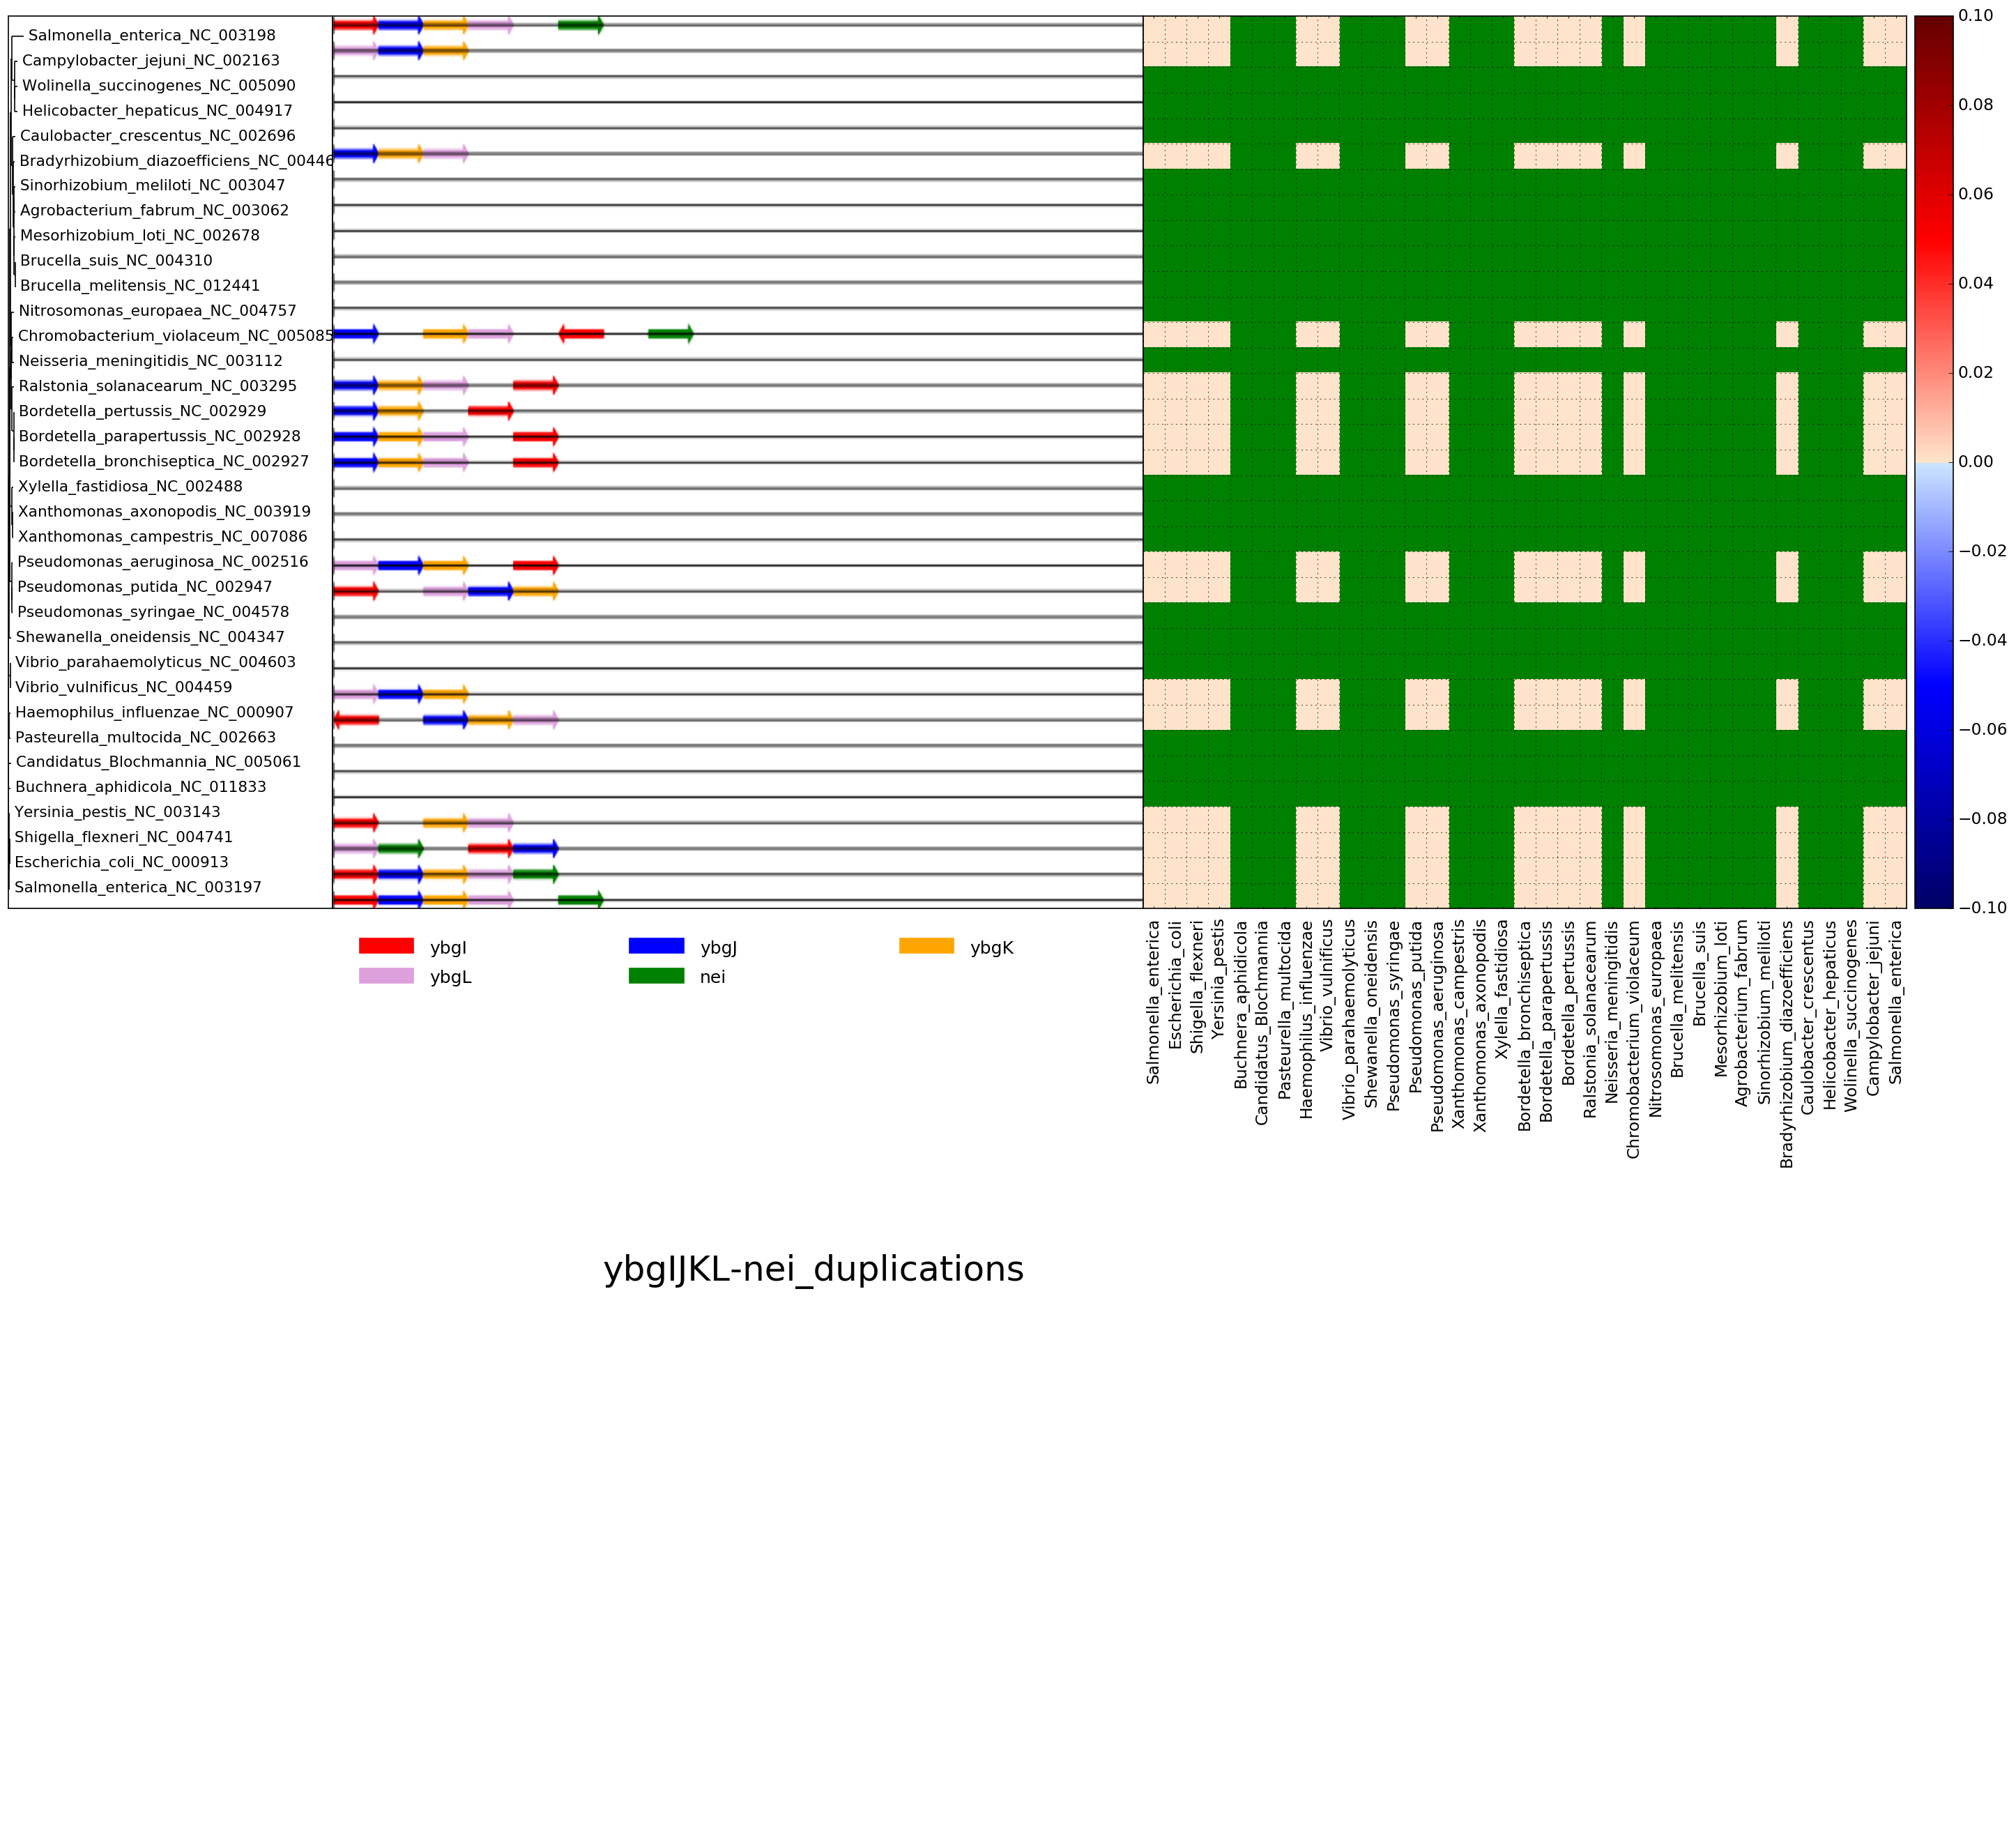 Salmonella_enterica_NC_003198
Campylobacter_jejuni_NC_002163
Wolinella_succinogenes_NC_005090
Helicobacter_hepaticus_NC_004917
Caulobacter_crescentus_NC_002696
Bradyrhizobium_diazoefficiens_NC_00446
Sinorhizobium_meliloti_NC_003047
Agrobacterium_fabrum_NC_003062
Mesorhizobium_loti_NC_002678
Brucella_suis_NC_004310
Brucella_melitensis_NC_012441
Nitrosomonas_europaea_NC_004757
Chromobacterium_violaceum_NC_005085
Neisseria_meningitidis_NC_003112
Ralstonia_solanacearum_NC_003295
Bordetella_pertussis_NC_002929
Bordetella_parapertussis_NC_002928
Bordetella_bronchiseptica_NC_002927
Xylella_fastidiosa_NC_002488
Xanthomonas_axonopodis_NC_003919
Xanthomonas_campestris_NC_007086
Pseudomonas_aeruginosa_NC_002516
Pseudomonas_putida_NC_002947
Pseudomonas_syringae_NC_004578
Shewanella_oneidensis_NC_004347
Vibrio_parahaemolyticus_NC_004603
Vibrio_vulnificus_NC_004459
Haemophilus_influenzae_NC_000907
Pasteurella_multocida_NC_002663
Candidatus_Blochmannia_NC_005061
Buchnera_aphidicola_NC_011833
Yersinia_pestis_NC_003143
Shigella_flexneri_NC_004741
Escherichia_coli_NC_000913
Salmonella_enterica_NC_003197
0.10
0.08
0.06
0.04
0.02
0.00
−0.02
−0.04
−0.06
−0.08
−0.10
Salmonella_enterica
Escherichia_coli
Shigella_flexneri
Yersinia_pestis
Buchnera_aphidicola
Candidatus_Blochmannia
Pasteurella_multocida
Haemophilus_influenzae
Vibrio_vulnificus
Vibrio_parahaemolyticus
Shewanella_oneidensis
Pseudomonas_syringae
Pseudomonas_putida
Pseudomonas_aeruginosa
Xanthomonas_campestris
Xanthomonas_axonopodis
Xylella_fastidiosa
Bordetella_bronchiseptica
Bordetella_parapertussis
Bordetella_pertussis
Ralstonia_solanacearum
Neisseria_meningitidis
Chromobacterium_violaceum
Nitrosomonas_europaea
Brucella_melitensis
Brucella_suis
Mesorhizobium_loti
Agrobacterium_fabrum
Sinorhizobium_meliloti
Bradyrhizobium_diazoefficiens
Caulobacter_crescentus
Helicobacter_hepaticus
Wolinella_succinogenes
Campylobacter_jejuni
Salmonella_enterica
ybgI ybgJ ybgK
ybgL nei
ybgIJKL-nei_duplications